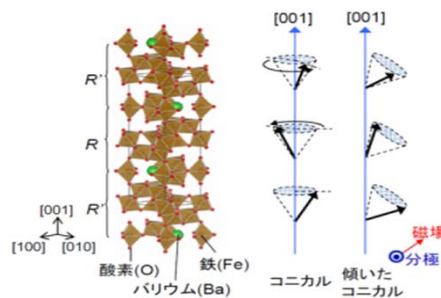 [001]
[001]
R'
R
R'
[001]
[100]
[010]
酸素(O)
鉄(Fe)
バリウム(Ba)
コニカル
傾いた
コニカル
磁場
分極